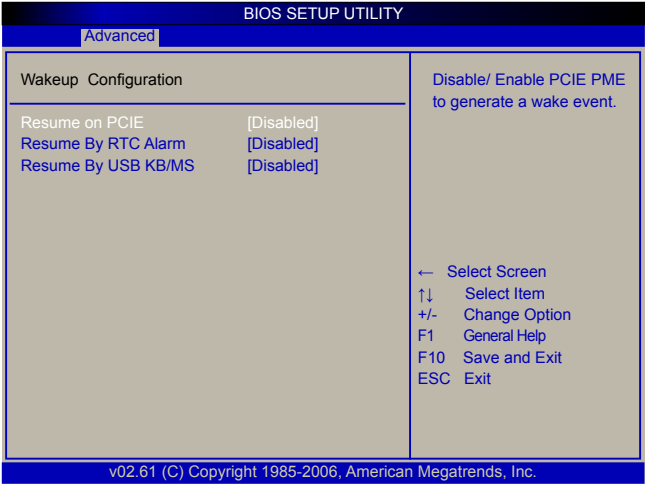 BIOS SETUP UTILITY
Advanced
Wakeup Configuration
Resume on PCIE [Disabled]
Resume By RTC Alarm [Disabled]
Resume By USB KB/MS [Disabled]
Disable/ Enable PCIE PME
to generate a wake event.
← Select Screen
↑↓ Select Item
+/- Change Option
F1 General Help
F10 Save and Exit
ESC Exit
v02.61 (C) Copyright 1985-2006, American Megatrends, Inc.